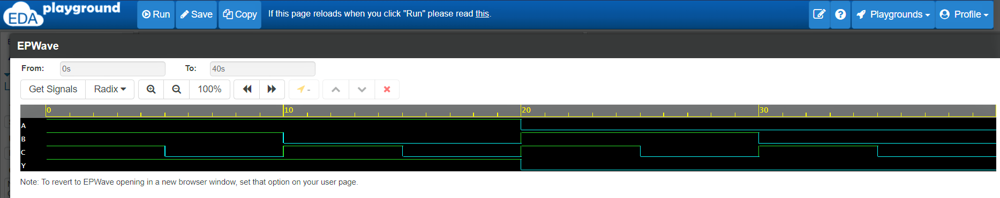 EDA playground
Run Save Copy If this page reloads when you click "Run" please read this. Playgrounds Profile
EPWave
From: 0s To: 40s
Get Signals Radix 100% -
0 10 20 30
A
B
C
Y
Note: To revert to EPWave opening in a new browser window, set that option on your user page.